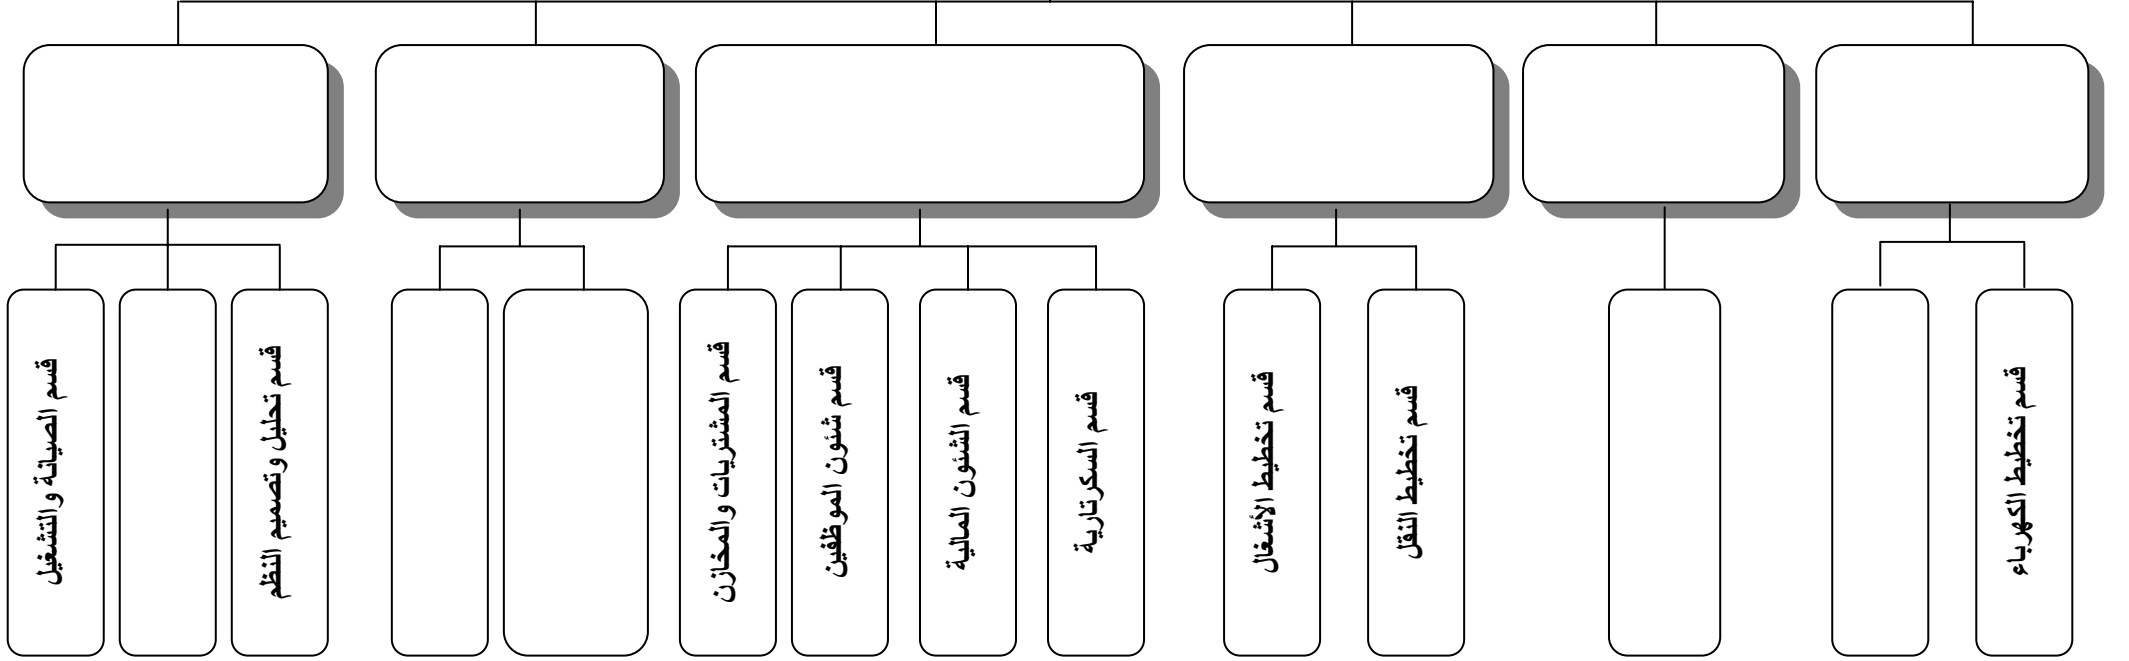 قسم تخطيط الكهرباء
قسم تخطيط النقل
قسم تخطيط الأشغال
قسم السكرتارية
قسم الشئون المالية
قسم شئون الموظفين
قسم المشتريات والمخازن
قسم تحليل وتصميم النظم
قسم الصيانة والتشغيل